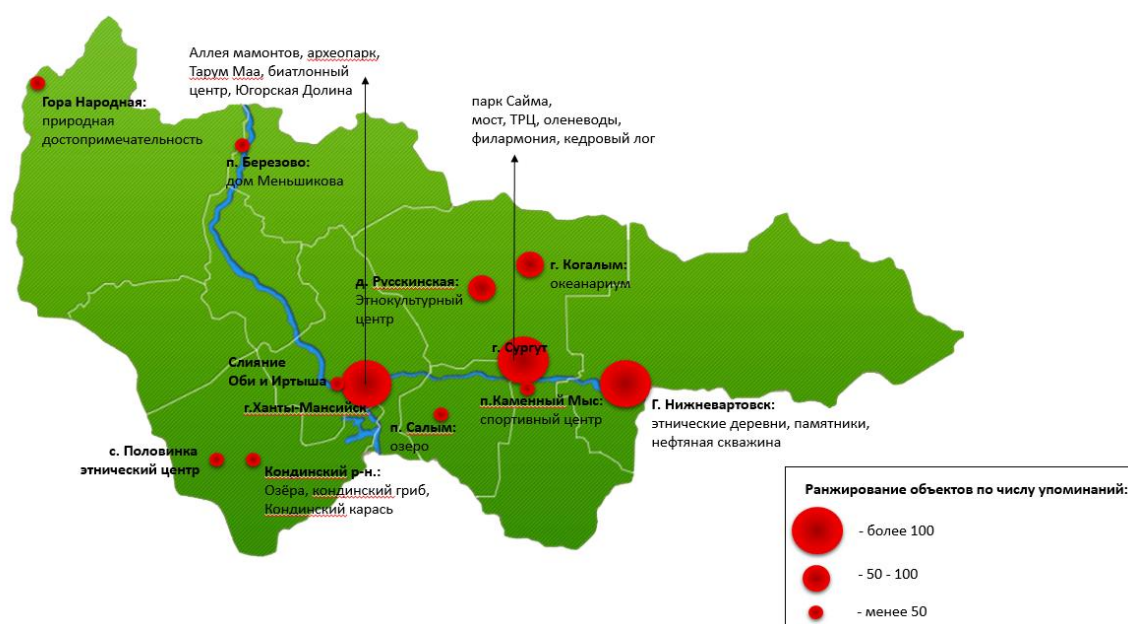 Аллея мамонтов, археопарк,
Тарум Маа, биатлонный
центр, Югорская Долина
парк Сайма,
мост, ТРЦ, оленеводы,
филармония, кедровый лог
Гора Народная:
природная
достопримечательность
п. Березово:
дом Меньшикова
г. Когалым:
океанариум
д. Русскинская:
Этнокультурный
центр
г. Сургут
Слияние
Оби и Иртыша
г.Ханты-Мансийск
п.Каменный Мыс:
спортивный центр
Г. Нижневартовск:
этнические деревни, памятники,
нефтяная скважина
п. Салым:
озеро
с. Половинка
этнический центр
Кондинский р-н.:
Озёра, кондинский гриб,
Кондинский карась
Ранжирование объектов по числу упоминаний:
- более 100
- 50 - 100
- менее 50